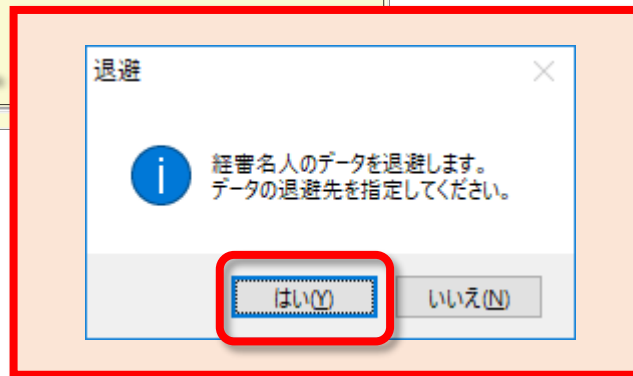 退避
経審名人のデータを退避します。
データの退避先を指定してください。
はい(Y)
いいえ(N)